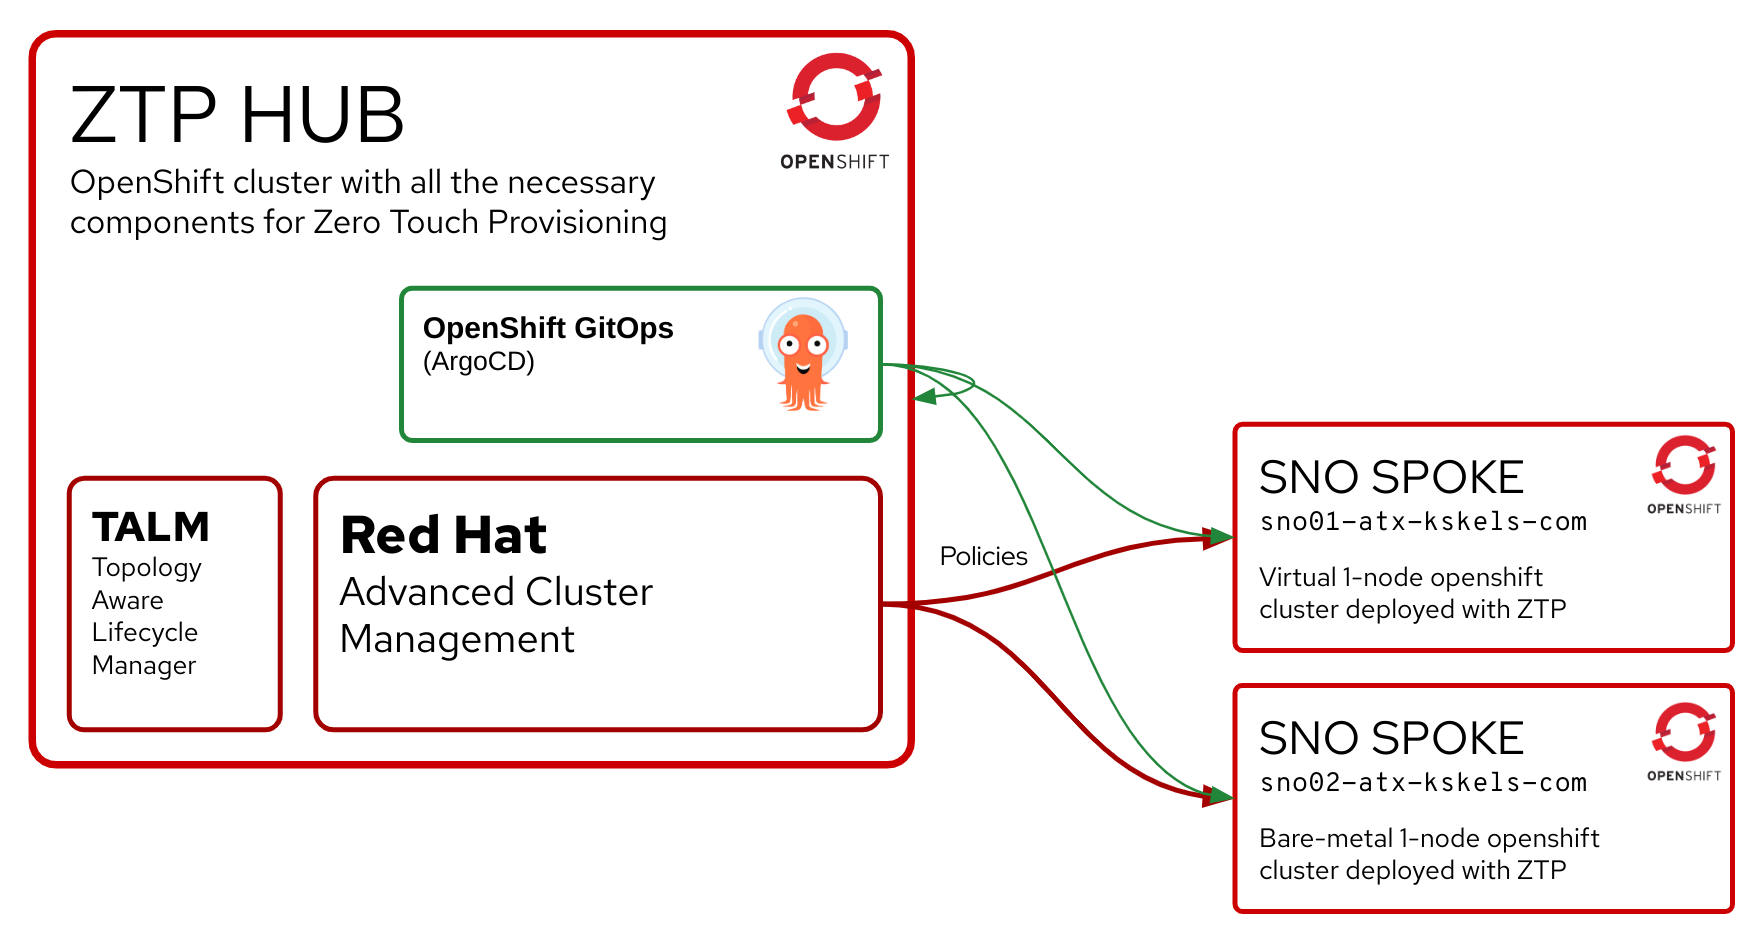 ZTP HUB
OpenShift cluster with all the necessary
components for Zero Touch Provisioning
OPENSHIFT
OpenShift GitOps
(ArgoCD)
TALM
Topology
Aware
Lifecycle
Manager
Red Hat
Advanced Cluster
Management
Policies
SNO SPOKE
sno01-atx-kskels-com
Virtual 1-node openshift
cluster deployed with ZTP
OPENSHIFT
SNO SPOKE
sno02-atx-kskels-com
Bare-metal 1-node openshift
cluster deployed with ZTP
OPENSHIFT